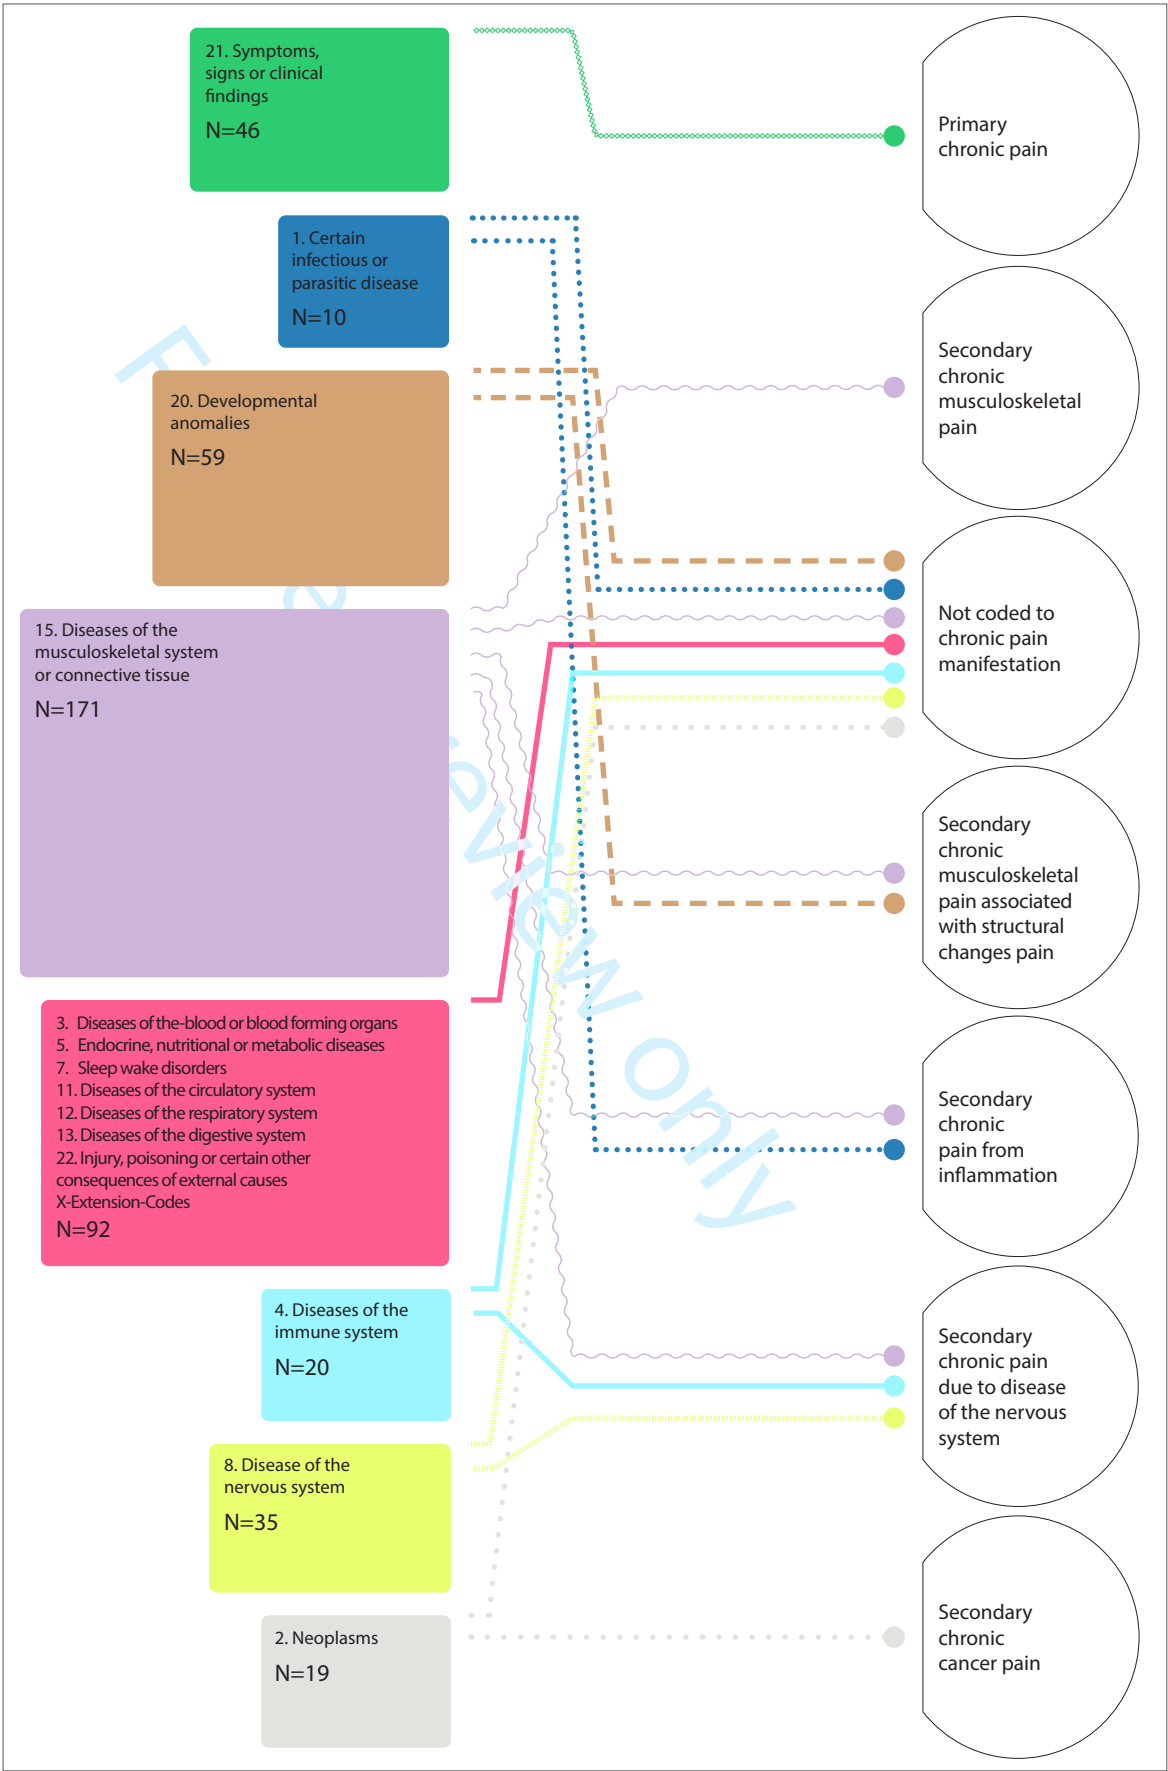 21. Symptoms,
signs or clinical
findings
N=46
1. Certain
infectious or
parasitic disease
N=10
20. Developmental
anomalies
N=59
15. Diseases of the
musculoskeletal system
or connective tissue
N=171
3. Diseases of the-blood or blood forming organs
5. Endocrine, nutritional or metabolic diseases
7. Sleep wake disorders
11. Diseases of the circulatory system
12. Diseases of the respiratory system
13. Diseases of the digestive system
22. Injury, poisoning or certain other
consequences of external causes
X-Extension-Codes
N=92
4. Diseases of the
immune system
N=20
8. Disease of the
nervous system
N=35
2. Neoplasms
N=19
Primary
chronic pain
Secondary
chronic
musculoskeletal
pain
Not coded to
chronic pain
manifestation
Secondary
chronic
musculoskeletal
pain associated
with structural
changes pain
Secondary
chronic
pain from
inflammation
Secondary
chronic pain
due to disease
of the nervous
system
Secondary
chronic
cancer pain
only